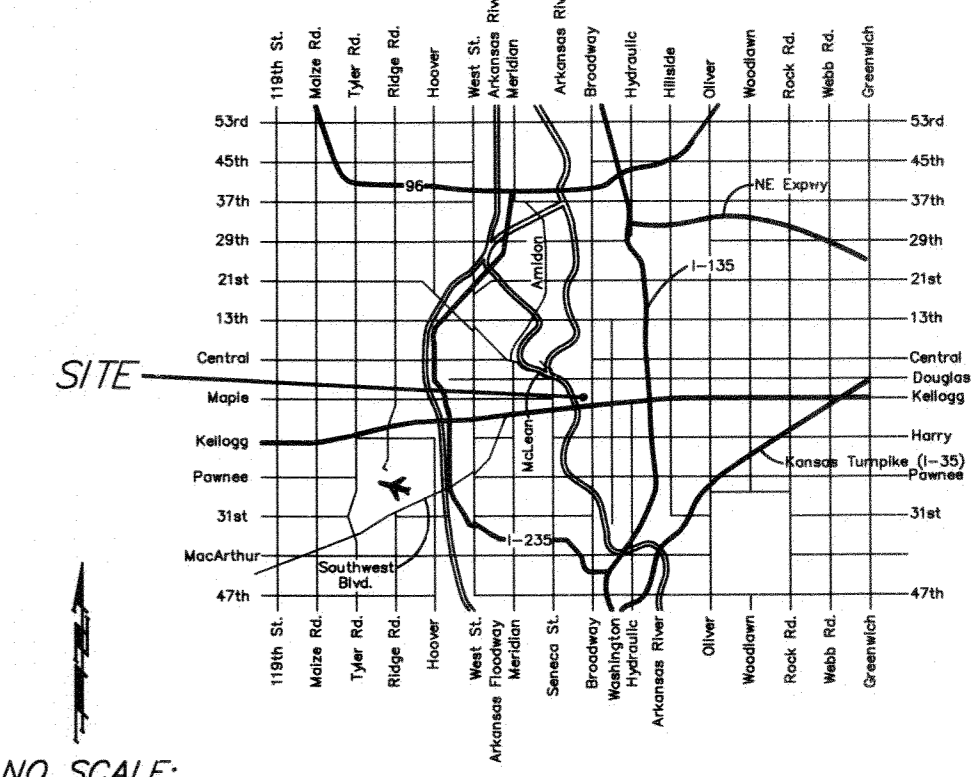 119th St.
Maize Rd.
Tyler Rd.
Ridge Rd.
Hoover
West St.
Arkansas Riv
Meridian
Arkansas Riv
Broadway
Hydraulic
Hillside
Oliver
Woodlawn
Rock Rd.
Webb Rd.
Greenwich
53rd
53rd
45th
45th
96
NE Expwy
37th
37th
29th
29th
Amidon
I-135
21st
21st
13th
13th
Central
Central
SITE
Douglas
Maple
Kellogg
McLean
Kellogg
Harry
Kansas Turnpike (I-35)
Pawnee
Pawnee
31st
31st
I-235
MacArthur
Southwest
Blvd.
47th
47th
119th St.
Maize Rd.
Tyler Rd.
Ridge Rd.
Hoover
West St.
Arkansas Floodway
Meridian
Seneca St.
Broadway
Washington
Hydraulic
Arkansas River
Oliver
Woodlawn
Rock Rd.
Webb Rd.
Greenwich
NO SCALE: